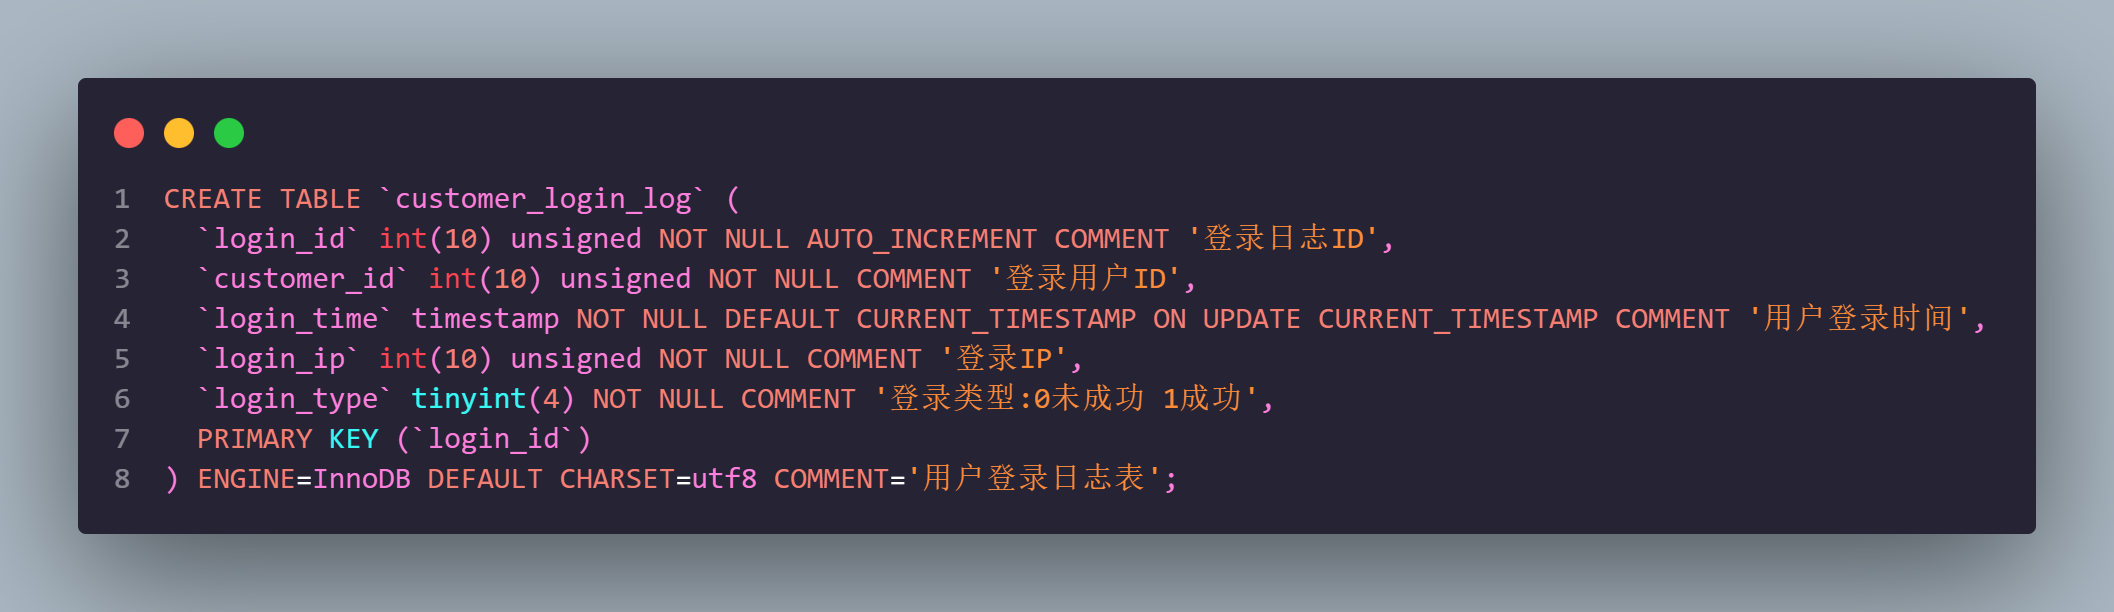 1 CREATE TABLE `customer_login_log` (
2   `login_id` int(10) unsigned NOT NULL AUTO_INCREMENT COMMENT '登录日志ID',
3   `customer_id` int(10) unsigned NOT NULL COMMENT '登录用户ID',
4   `login_time` timestamp NOT NULL DEFAULT CURRENT_TIMESTAMP ON UPDATE CURRENT_TIMESTAMP COMMENT '用户登录时间',
5   `login_ip` int(10) unsigned NOT NULL COMMENT '登录IP',
6   `login_type` tinyint(4) NOT NULL COMMENT '登录类型:0未成功 1成功',
7   PRIMARY KEY (`login_id`)
8 ) ENGINE=InnoDB DEFAULT CHARSET=utf8 COMMENT='用户登录日志表';